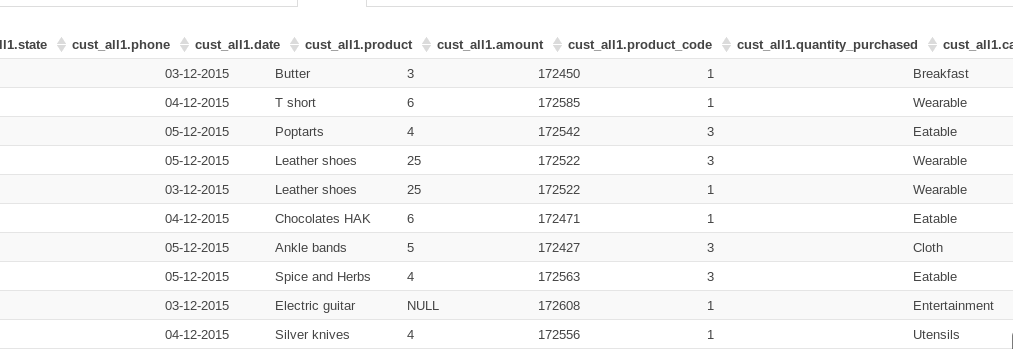 ll1.state cust_all1.phone cust_all1.date cust_all1.product cust_all1.amount cust_all1.product_code cust_all1.quantity_purchased cust_all1.ca
03-12-2015 Butter 3 172450 1 Breakfast
04-12-2015 T short 6 172585 1 Wearable
05-12-2015 Poptarts 4 172542 3 Eatable
05-12-2015 Leather shoes 25 172522 3 Wearable
03-12-2015 Leather shoes 25 172522 1 Wearable
04-12-2015 Chocolates HAK 6 172471 1 Eatable
05-12-2015 Ankle bands 5 172427 3 Cloth
05-12-2015 Spice and Herbs 4 172563 3 Eatable
03-12-2015 Electric guitar NULL 172608 1 Entertainment
04-12-2015 Silver knives 4 172556 1 Utensils